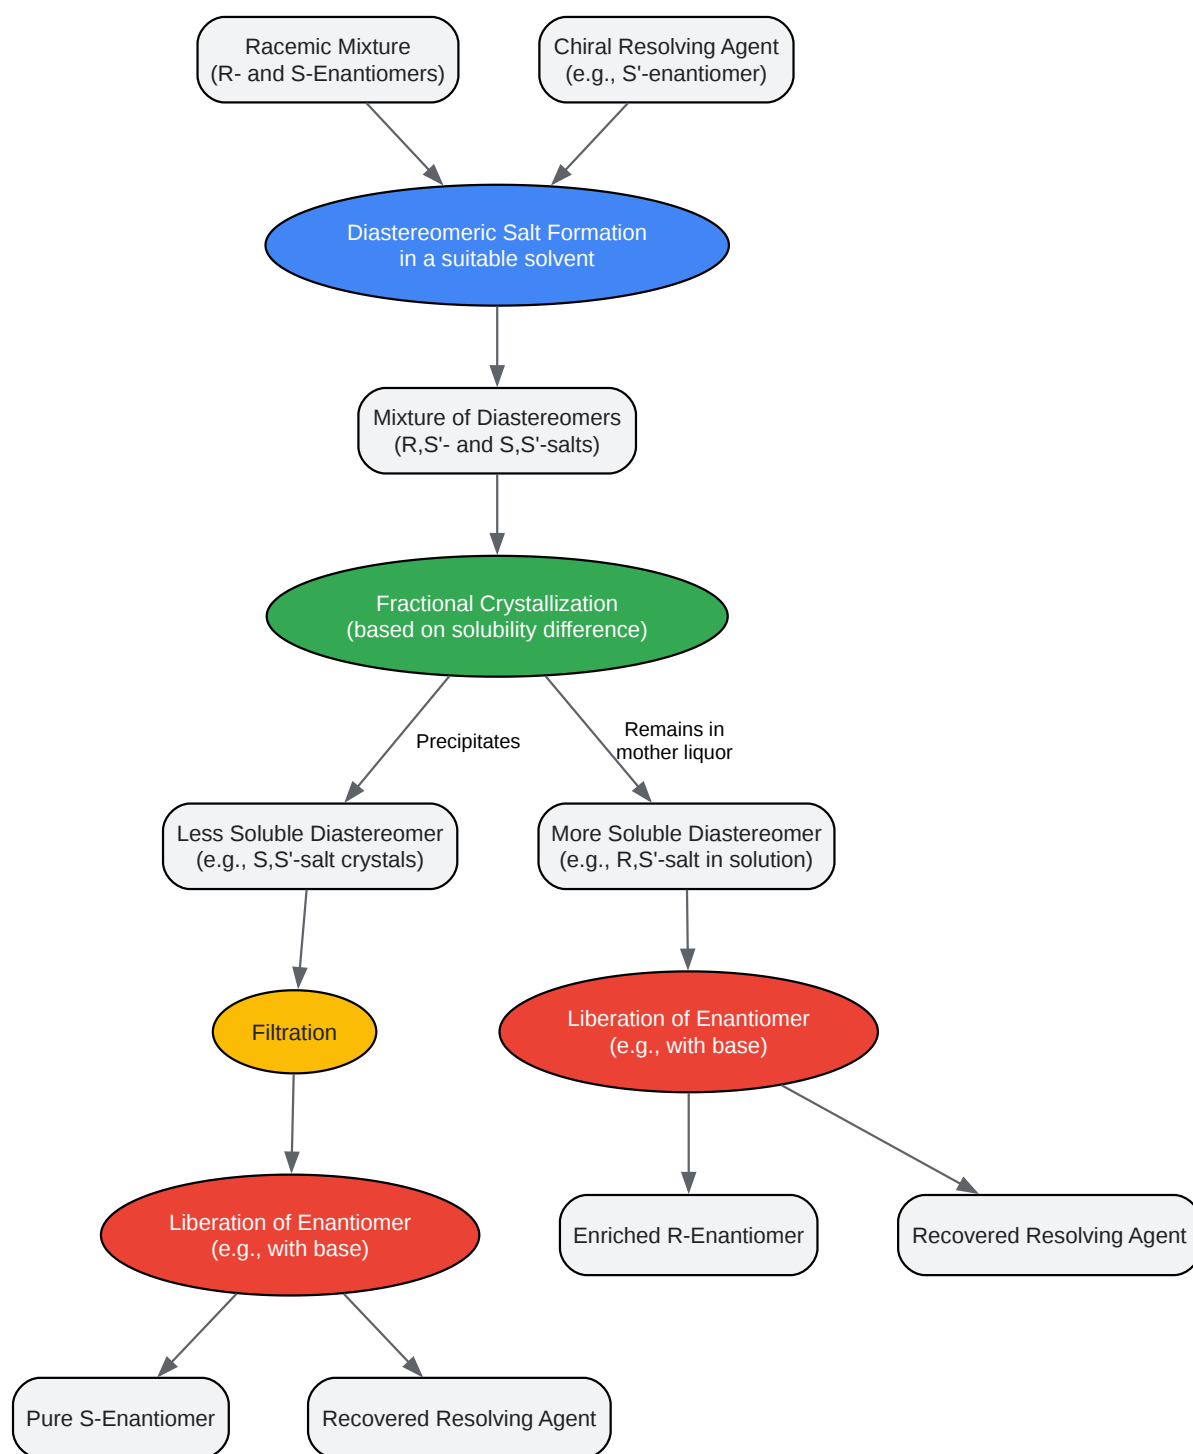 Racemic Mixture
(R- and S-Enantiomers)
Chiral Resolving Agent
(e.g., S'-enantiomer)
Diastereomeric Salt Formation
in a suitable solvent
Mixture of Diastereomers
(R,S'- and S,S'-salts)
Fractional Crystallization
(based on solubility difference)
Precipitates
Remains in
mother liquor
Less Soluble Diastereomer
(e.g., S,S'-salt crystals)
More Soluble Diastereomer
(e.g., R,S'-salt in solution)
Filtration
Liberation of Enantiomer
(e.g., with base)
Liberation of Enantiomer
(e.g., with base)
Enriched R-Enantiomer
Recovered Resolving Agent
Pure S-Enantiomer
Recovered Resolving Agent